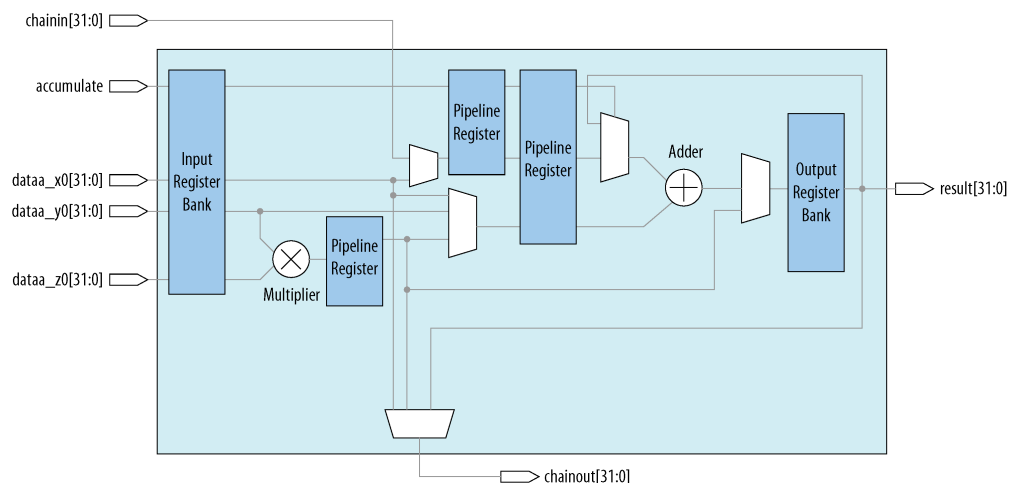 chainin[31:0]
accumulate
dataa_x0[31:0]
dataa_y0[31:0]
dataa_z0[31:0]
Input
Register
Bank
Multiplier
Pipeline
Register
Pipeline
Register
Pipeline
Register
Adder
Output
Register
Bank
result[31:0]
chainout[31:0]